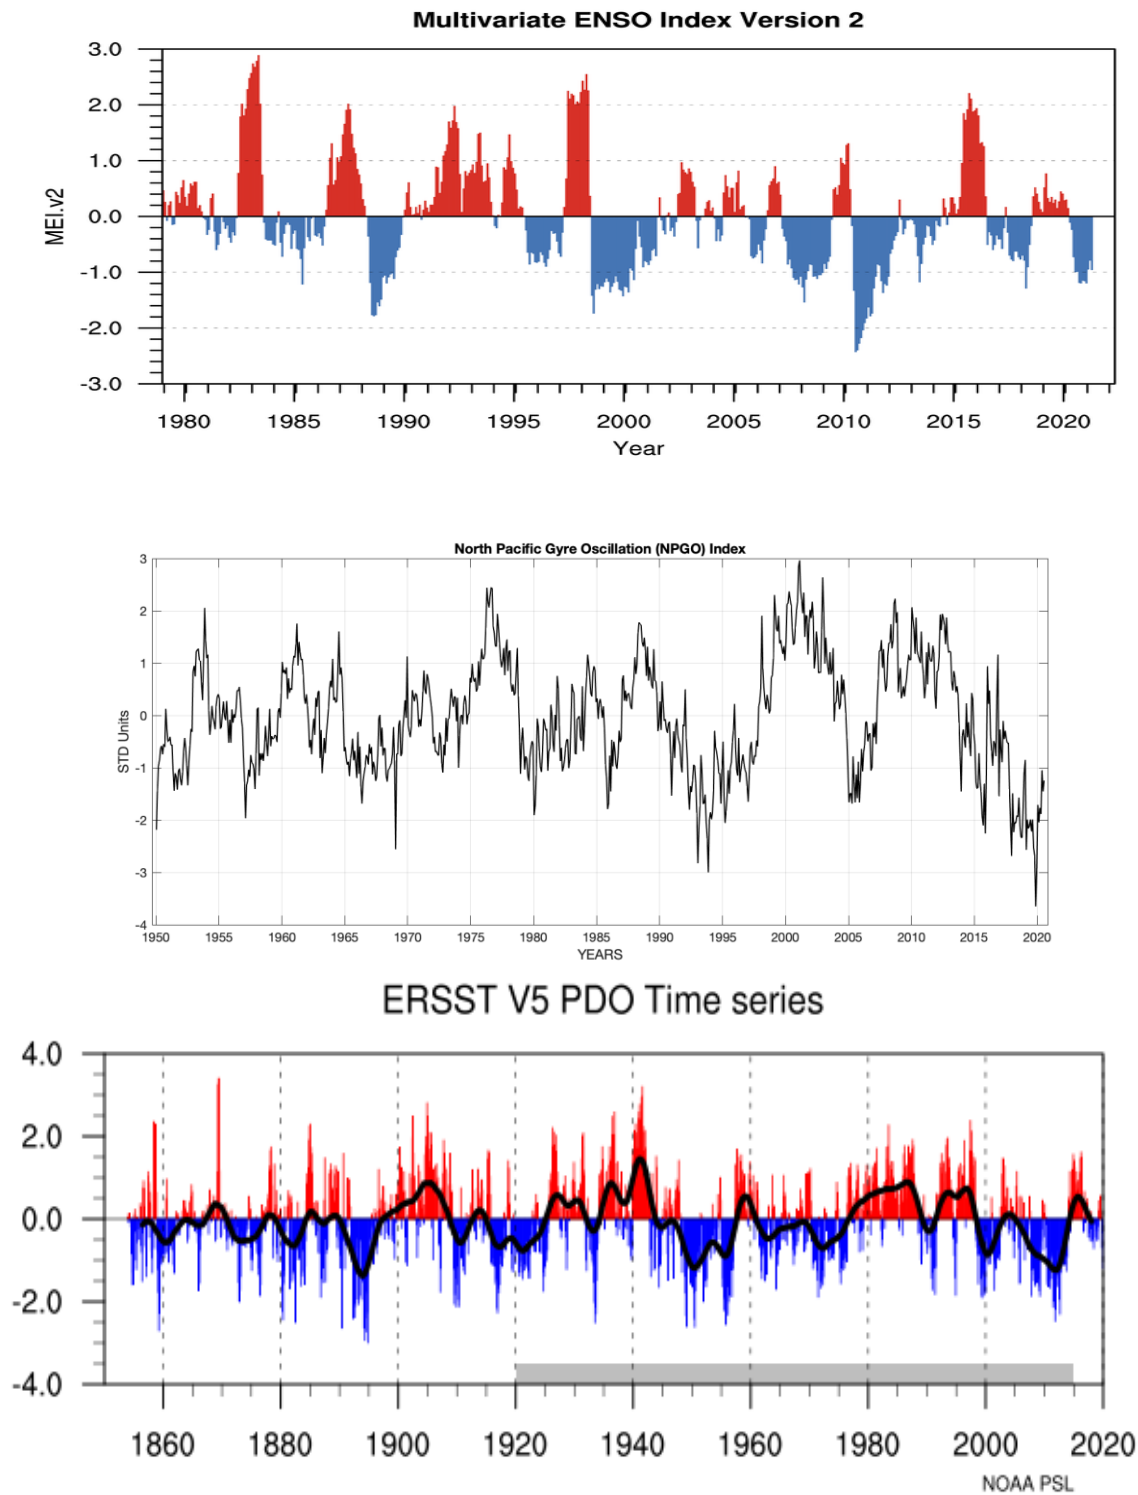 Multivariate ENSO Index Version 2
3.0
2.0
1.0
0.0
-1.0
-2.0
-3.0
MEI.v2
1980 1985 1990 1995 2000 2005 2010 2015 2020
Year
North Pacific Gyre Oscillation (NPGO) Index
3
2
1
0
-1
-2
-3
-4
STD Units
1950 1955 1960 1965 1970 1975 1980 1985 1990 1995 2000 2005 2010 2015 2020
YEARS
ERSST V5 PDO Time series
4.0
2.0
0.0
-2.0
-4.0
1860 1880 1900 1920 1940 1960 1980 2000 2020
NOAA PSL